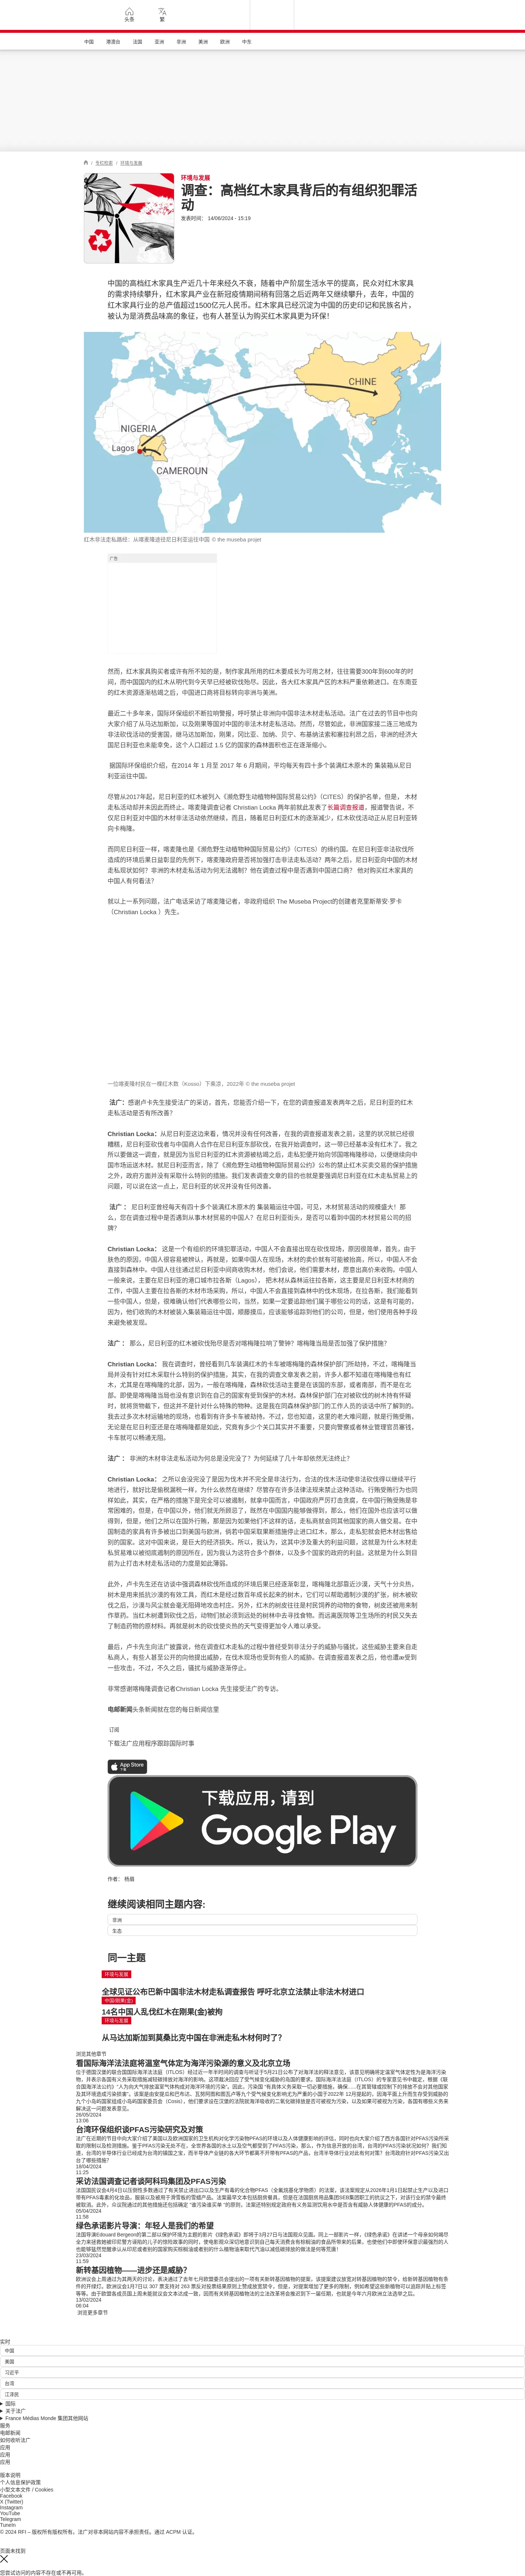 头条
繁
中国
港澳台
法国
亚洲
非洲
美洲
欧洲
中东
/ 专栏检索 / 环境与发展
环境与发展
调查：高档红木家具背后的有组织犯罪活
动
发表时间： 14/06/2024 - 15:19
中国的高档红木家具生产近几十年来经久不衰，随着中产阶层生活水平的提高，民众对红木家具
的需求持续攀升，红木家具产业在新冠疫情期间稍有回落之后近两年又继续攀升，去年，中国的
红木家具行业的总产值超过1500亿元人民币。红木家具已经沉淀为中国的历史印记和民族名片，
被认为是消费品味高的象征，也有人甚至认为购买红木家具更为环保！
CHINE
NIGERIA
Lagos
CAMEROUN
红木非法走私路经：从喀麦隆途径尼日利亚运往中国 © the museba projet
广告
然而，红木家具购买者或许有所不知的是，制作家具所用的红木要成长为可用之材，往往需要300年到600年的时
间，而中国国内的红木从明代到今天早已经被砍伐殆尽。因此，各大红木家具产区的木料严重依赖进口。在东南亚
的红木资源逐渐枯竭之后，中国进口商将目标转向非洲与美洲。
最近二十多年来，国际环保组织不断拉响警报，呼吁禁止非洲向中国非法木材走私活动。法广在过去的节目中也向
大家介绍了从马达加斯加，以及刚果等国对中国的非法木材走私活动。然而，尽管如此，非洲国家接二连三地成为
非法砍伐活动的受害国，继马达加斯加，刚果，冈比亚、加纳、贝宁、布基纳法索和塞拉利昂之后，非洲的经济大
国尼日利亚也未能幸免，这个人口超过 1.5 亿的国家的森林面积也正在逐渐缩小。
据国际环保组织介绍，在2014 年 1 月至 2017 年 6 月期间，平均每天有四十多个装满红木原木的 集装箱从尼日
利亚运往中国。
尽管从2017年起，尼日利亚的红木被列入《濒危野生动植物种国际贸易公约》（CITES）的保护名单，但是， 木材
走私活动却并未因此而终止。喀麦隆调查记者 Christian Locka 两年前就此发表了长篇调查报道，报道警告说，不
仅尼日利亚对中国的木材非法活动依然继续，而且，随着尼日利亚红木的逐渐减少，红木砍伐活动正从尼日利亚转
向卡梅隆。
而同尼日利亚一样，喀麦隆也是《濒危野生动植物种国际贸易公约》（CITES）的缔约国。在尼日利亚非法砍伐所
造成的环境后果日益彰显的先例下，喀麦隆政府是否将加强打击非法走私活动？两年之后，尼日利亚向中国的木材
走私现状如何？非洲的木材走私活动为何无法遏制？他在调查过程中是否遇到中国进口商？ 他对购买红木家具的
中国人有何看法？
就以上一系列问题，法广电话采访了喀麦隆记者，非政府组织 The Museba Project的创建者克里斯蒂安·罗卡
（Christian Locka ）先生。
一位喀麦隆村民在一棵红木数（Kosso）下乘凉，2022年 © the museba projet
法广：感谢卢卡先生接受法广的采访，首先，您能否介绍一下，在您的调查报道发表两年之后，尼日利亚的红木
走私活动是否有所改善？
Christian Locka：从尼日利亚这边来看，情况并没有任何改善，在我的调查报道发表之前，这里的状况就已经很
糟糕，尼日利亚砍伐者与中国商人合作在尼日利亚东部砍伐，在我开始调查时，这一带已经基本没有红木了。我之
所以要做这一调查，是因为当尼日利亚的红木资源被枯竭之后，走私犯便开始向邻国喀梅隆移动，以便继续向中
国市场运送木材。就尼日利亚而言，除了《濒危野生动植物种国际贸易公约》公布的禁止红木买卖交易的保护措施
之外，政府方面并没有采取什么特别的措施。我们发表调查文章的目的也就是要强调尼日利亚在红木走私贸易上的
问题，可以说在这一点上，尼日利亚的状况并没有任何改善。
法广 ： 尼日利亚曾经每天有四十多个装满红木原木的 集装箱运往中国，可见，木材贸易活动的规模盛大！那
么，您在调查过程中是否遇到从事木材贸易的中国人？在尼日利亚街头，是否可以看到中国的木材贸易公司的招
牌？
Christian Locka： 这是一个有组织的环境犯罪活动，中国人不会直接出现在砍伐现场，原因很简单，首先，由于
肤色的原因，中国人很容易被辨认，再就是，如果中国人在现场，木材的卖价就有可能被抬高，所以，中国人不会
直接到森林中。中国人往往通过尼日利亚中间商收购木材，他们会说，他们需要木材，愿意出高价来收购。中国人
一般来说，主要在尼日利亚的港口城市拉各斯（Lagos）， 把木材从森林运往拉各斯，这主要是尼日利亚木材商的
工作，中国人主要在拉各斯的木材市场采购，所以，中国人不会直接到森林中的伐木现场，在拉各斯，我们能看到
一些中国人，但是，很难确认他们代表哪些公司，当然，如果一定要追踪他们属于哪些公司的话，这是有可能的，
因为，他们收购的木材被装入集装箱运往中国，顺藤摸瓜，应该能够追踪到他们的公司，但是，他们使用各种手段
来避免被发现。
法广 ： 那么，尼日利亚的红木被砍伐殆尽是否对喀梅隆拉响了警钟？喀梅隆当局是否加强了保护措施？
Christian Locka： 我在调查时，曾经看到几车装满红木的卡车被喀梅隆的森林保护部门所劫持。不过，喀梅隆当
局并没有针对红木采取什么特别的保护措施，其实，在我的调查文章发表之前，许多人都不知道在喀梅隆也有红
木，尤其是在喀梅隆的北部，因为，一般在喀梅隆，森林砍伐活动主要是在该国的东部，或者南部，而不是在北
部。即使是喀梅隆当局也没有意识到在自己的国家有受到保护的木材。森林保护部门在对被砍伐的树木持有怀疑
时，就将货物截下，但这并不是针对什么特殊的物种。这是我在同森林保护部门的工作人员的谈话中所了解到的。
我去过多次木材运输地的现场，也看到有许多卡车被劫持。不过，您也知道，这里的老大难问题，就是行贿受贿，
无论是在尼日利亚还是在喀梅隆都是如此，究竟有多少个关口其实并不重要，只要向负警察或者林业管理官员塞钱，
卡车就可以畅通无阻。
法广 ： 非洲的木材非法走私活动为何总是没完没了？为何延续了几十年却依然无法终止？
Christian Locka： 之所以会没完没了是因为伐木并不完全是非法行为，合法的伐木活动便非法砍伐得以继续平行
地进行，就好比是偷税漏税一样，为什么依然在继续？尽管存在许多法律法规来禁止这种活动。行贿受贿行为也同
样如此，其实，在严格的措施下是完全可以被遏制，就拿中国而言，中国政府严厉打击贪腐，在中国行贿受贿是非
常困难的，但是，在中国以外，他们就无所顾忌了，既然在中国国内能够做得到，那么，他们在国外也应该可以做
得到，但是，他们之所以在国外行贿，那是因为如果他们不这样的话，走私商就会同其他国家的商人做交易。在中
国制造的家具有许多被出口到美国与欧洲，倘若中国采取果断措施停止进口红木，那么，走私犯就会把木材出售给
别的国家。这对中国来说，是巨大的经济损失。所以，我认为，这其中涉及重大的利益问题，这就是为什么木材走
私贸易难以被彻底遏制的原因所在，因为我认为这符合多个群体，以及多个国家的政府的利益。这就是为什么到目
前为止打击木材走私活动的力度是如此薄弱。
此外，卢卡先生还在访谈中强调森林砍伐所造成的环境后果已经逐渐彰显，喀梅隆北部靠近沙漠，天气十分炎热，
树木是用来抵抗沙漠的有效工具，而红木是经过数百年成长起来的树木，它们可以帮助遏制沙漠的扩张，树木被砍
伐之后，沙漠与风尘就会毫无阻碍地攻击村庄。另外，红木的树皮往往是村民饲养的动物的食物，树皮还被用来制
作草药。当红木树遭到砍伐之后，动物们就必须到远处的树林中去寻找食物。而远离医院等卫生场所的村民又失去
了制造药物的原材料。再就是树木的砍伐使炎热的天气变得更加令人难以承受。
最后，卢卡先生向法广披露说，他在调查红木走私的过程中曾经受到非法分子的威胁与骚扰，这些威胁主要来自走
私商人，有些人甚至公开的向他提出威胁，在伐木现场也受到有些人的威胁。在调查报道发表之后，他也遭æ受到
一些攻击，不过，不久之后，骚扰与威胁逐渐停止。
非常感谢喀梅隆调查记者Christian Locka 先生接受法广的专访。
电邮新闻头条新闻就在您的每日新闻信里
订阅
下载法广应用程序跟踪国际时事
App Store
下载
下载应用，请到
Google Play
作者： 杨眉
继续阅读相同主题内容:
非洲
生态
同一主题
环境与发展
全球见证公布巴新中国非法木材走私调查报告 呼吁北京立法禁止非法木材进口
中国/刚果(金)
14名中国人乱伐红木在刚果(金)被拘
环境与发展
从马达加斯加到莫桑比克中国在非洲走私木材何时了？
浏览其他章节
看国际海洋法法庭将温室气体定为海洋污染源的意义及北京立场
26/05/2024
13:06
台湾环保组织谈PFAS污染研究及对策
18/04/2024
11:25
采访法国调查记者谈阿科玛集团及PFAS污染
05/04/2024
11:58
绿色承诺影片导演：年轻人是我们的希望
23/03/2024
11:59
新转基因植物——进步还是威胁？
13/02/2024
06:04
浏览更多章节
实时
中国
美国
习近平
台湾
江泽民
国际
关于法广
France Médias Monde 集团其他网站
服务
电邮新闻
如何收听法广
应用
应用
应用
版本说明
个人信息保护政策
小型文本文件 / Cookies
Facebook
X (Twitter)
Instagram
YouTube
Telegram
TuneIn
© 2024 RFI – 版权所有版权所有。法广对非本网站内容不承担责任。通过 ACPM 认证。
页面未找到
您尝试访问的内容不存在或不再可用。